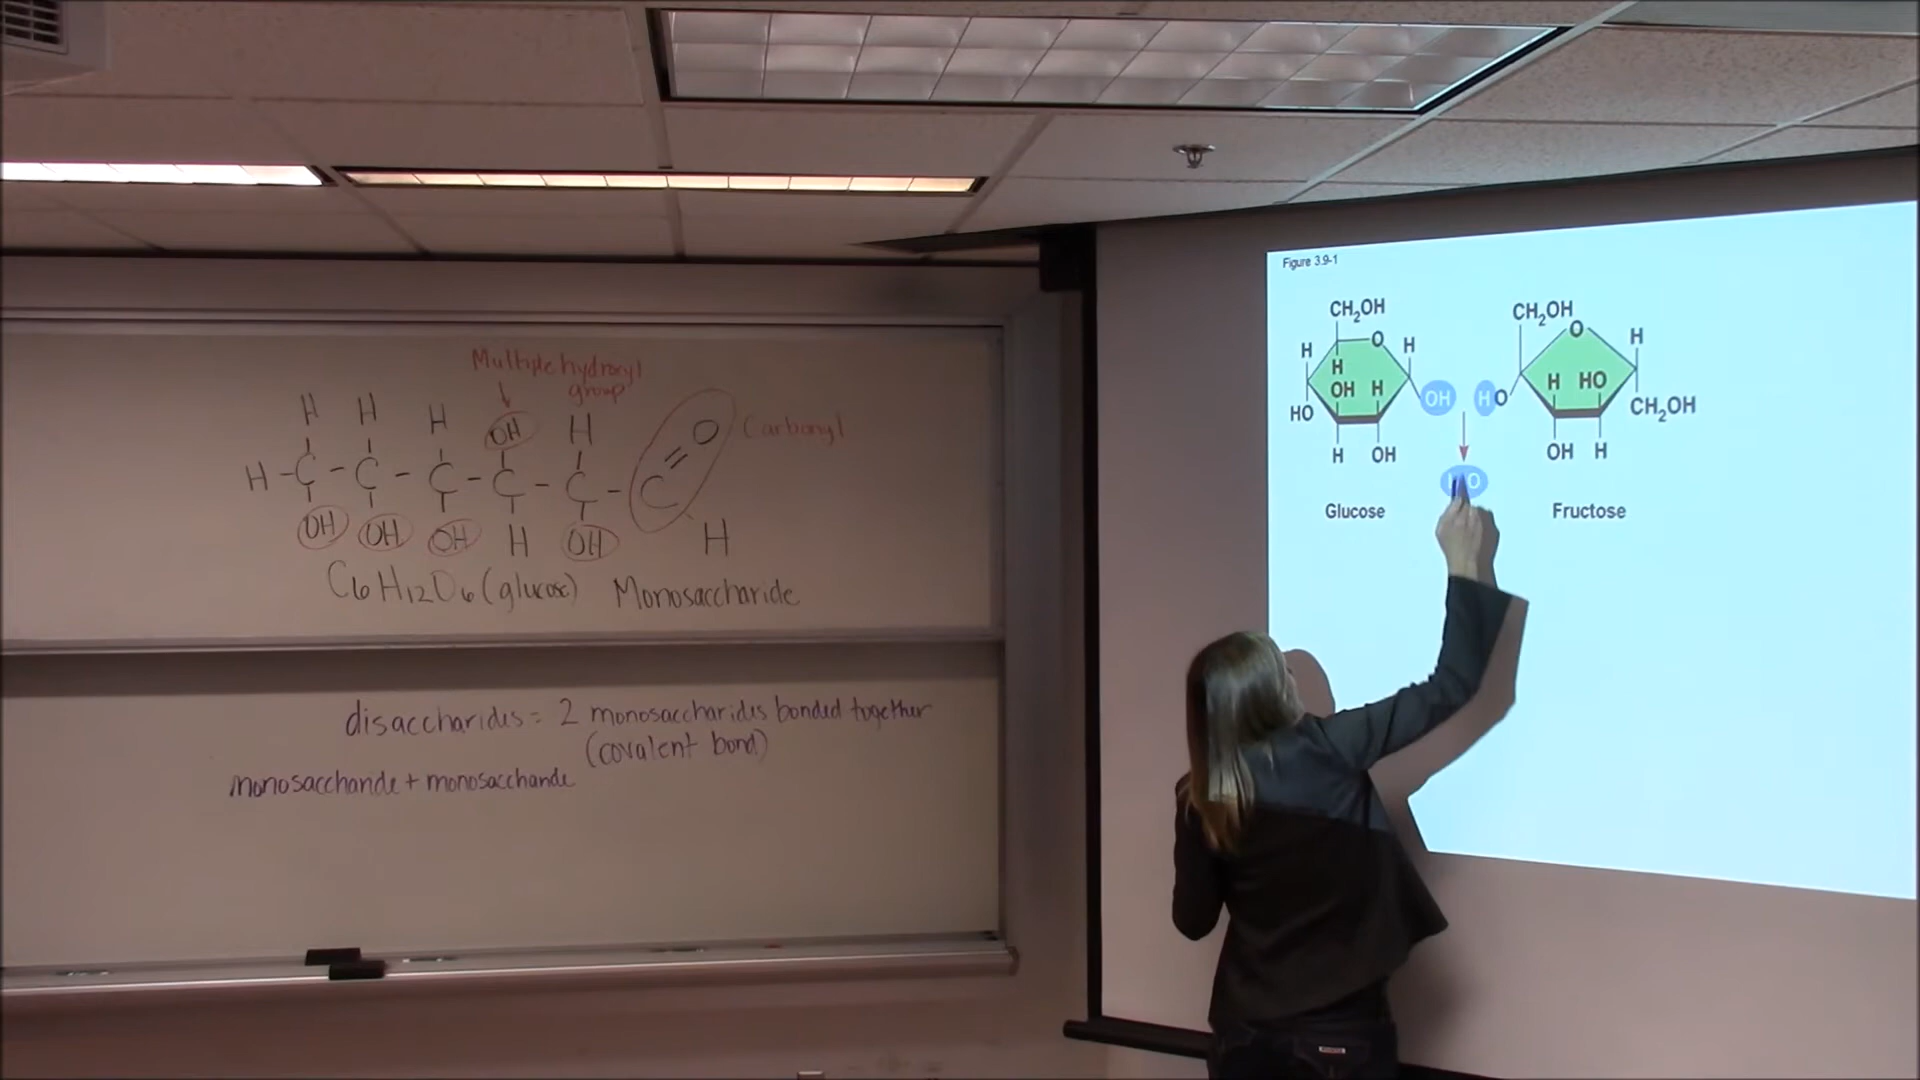 Multiple hydroxyl
group
H H H OH H O Carbonyl
H - C - C - C - C - C - C
OH OH OH H OH H
C6H12O6 (glucose) Monosaccharide
disaccharides = 2 monosaccharides bonded together
(covalent bond)
monosaccharide + monosaccharide
Figure 3.9-1
CH2OH CH2OH
O H O H
H H
OH H OH HO H HO
HO CH2OH
H OH OH H
O
Glucose Fructose